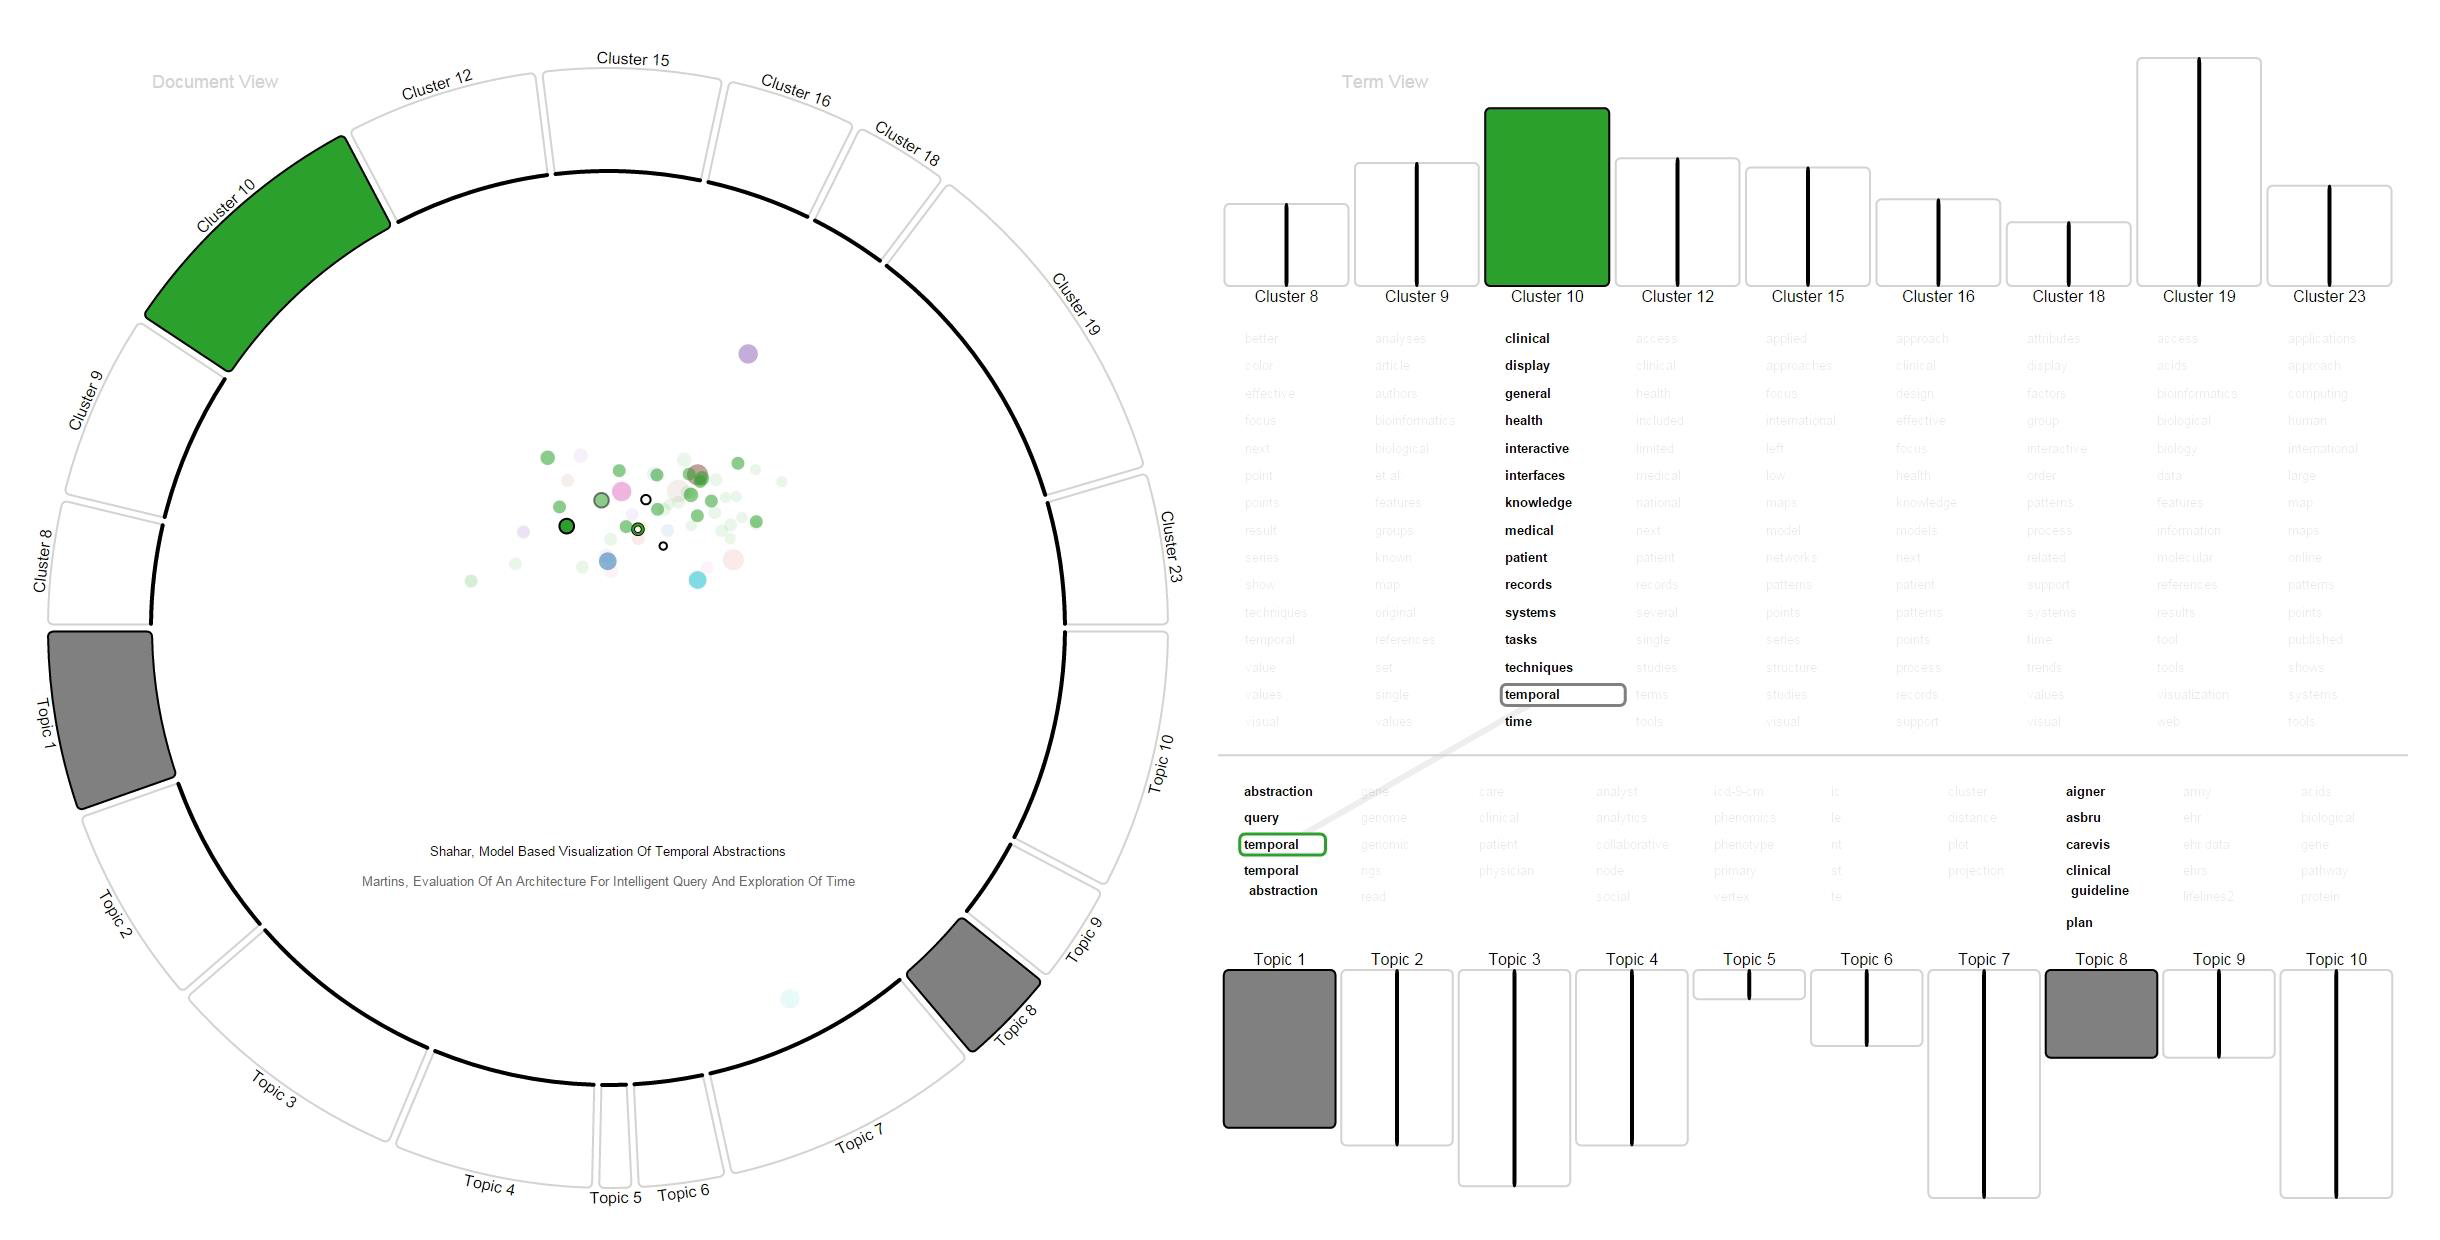 Document View
Cluster 12
Cluster 15
Cluster 16
Cluster 18
Cluster 10
Cluster 19
Cluster 9
Cluster 8
Cluster 23
Topic 1
Topic 10
Topic 2
Topic 9
Topic 8
Topic 3
Topic 7
Topic 4
Topic 5
Topic 6
Shahar, Model Based Visualization Of Temporal Abstractions
Martins, Evaluation Of An Architecture For Intelligent Query And Exploration Of Time
Term View
Cluster 8 Cluster 9 Cluster 10 Cluster 12 Cluster 15 Cluster 16 Cluster 18 Cluster 19 Cluster 23
better analyses clinical access applied approach attributes access applications
color article display clinical approaches clinical display acids approach
effective authors general health focus design factors bioinformatics computing
focus bioinformatics health included international effective group biological human
next biological interactive limited left focus interactive biology international
point et al interfaces medical low health order data large
points features knowledge national maps knowledge patterns features map
result groups medical next model models process information maps
series known patient patient networks next related molecular online
show map records records patterns patient support references patterns
techniques original systems several points patterns systems results points
temporal references tasks single series points time tool published
value set techniques studies structure process trends tools shows
values single temporal terms studies records values visualization systems
visual values time tools visual support visual web tools
abstraction gene care analyst icd-9-cm ic cluster aigner army acids
query genome clinical analytics phenomics le distance asbru ehr biological
temporal genomic patient collaborative phenotype nt plot carevis ehr data gene
temporal ngs physician node primary st projection clinical ehrs pathway
abstraction read social vertex te guideline lifelines2 protein
plan
Topic 1 Topic 2 Topic 3 Topic 4 Topic 5 Topic 6 Topic 7 Topic 8 Topic 9 Topic 10